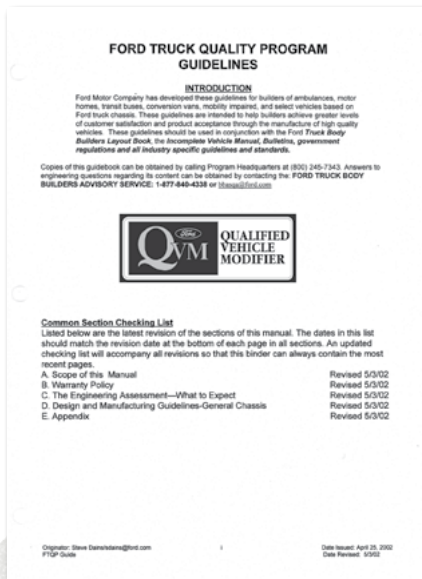 FORD TRUCK QUALITY PROGRAM
GUIDELINES
INTRODUCTION
Ford Motor Company has developed these guidelines for builders of ambulances, motor
homes, transit buses, conversion vans, mobility impaired, and select vehicles based on
Ford truck chassis. These guidelines are intended to help builders achieve greater levels
of customer satisfaction and product acceptance through the manufacture of high quality
vehicles. These guidelines should be used in conjunction with the Ford Truck Body
Builders Layout Book, the Incomplete Vehicle Manual, Bulletins, government
regulations and all industry specific guidelines and standards.
Copies of this guidebook can be obtained by calling Program Headquarters at (800) 245-7343. Answers to
engineering questions regarding its content can be obtained by contacting the: FORD TRUCK BODY
BUILDERS ADVISORY SERVICE: 1-877-840-4338 or @ford.com
Ford
QVM
QUALIFIED
VEHICLE
MODIFIER
Common Section Checking List
Listed below are the latest revision of the sections of this manual. The dates in this list
should match the revision date at the bottom of each page in all sections. An updated
checking list will accompany all revisions so that this binder can always contain the most
recent pages.
A. Scope of this Manual Revised 5/3/02
B. Warranty Policy Revised 5/3/02
C. The Engineering Assessment—What to Expect Revised 5/3/02
D. Design and Manufacturing Guidelines-General Chassis Revised 5/3/02
E. Appendix Revised 5/3/02
Originator: Steve Dains/sdains@ford.com 1 Date Issued: April 25, 2002
FTQP Guide Date Revised: 5/3/02